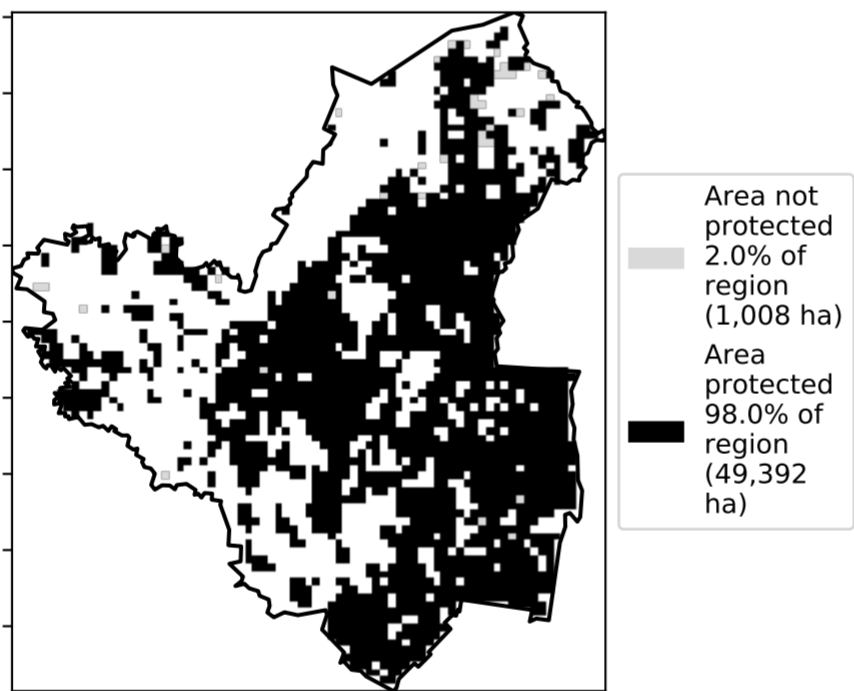 Area not
protected
2.0% of
region
(1,008 ha)
Area
protected
98.0% of
region
(49,392
ha)